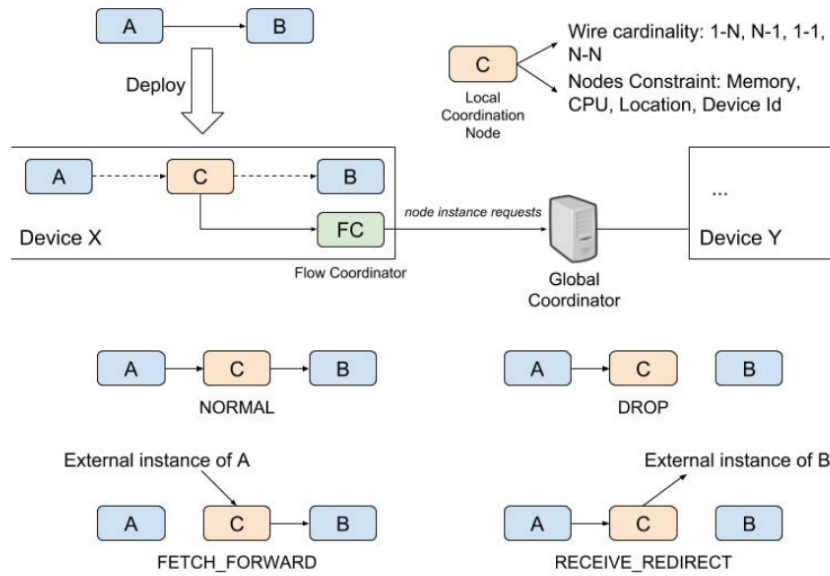 A
B
Deploy
C
Local
Coordination
Node
Wire cardinality: 1-N, N-1, 1-1,
N-N
Nodes Constraint: Memory,
CPU, Location, Device Id
A
C
B
Device X
FC
Flow Coordinator
node instance requests
Global
Coordinator
...
Device Y
A
C
B
NORMAL
A
C
B
DROP
External instance of A
A
C
B
FETCH_FORWARD
External instance of B
A
C
B
RECEIVE_REDIRECT